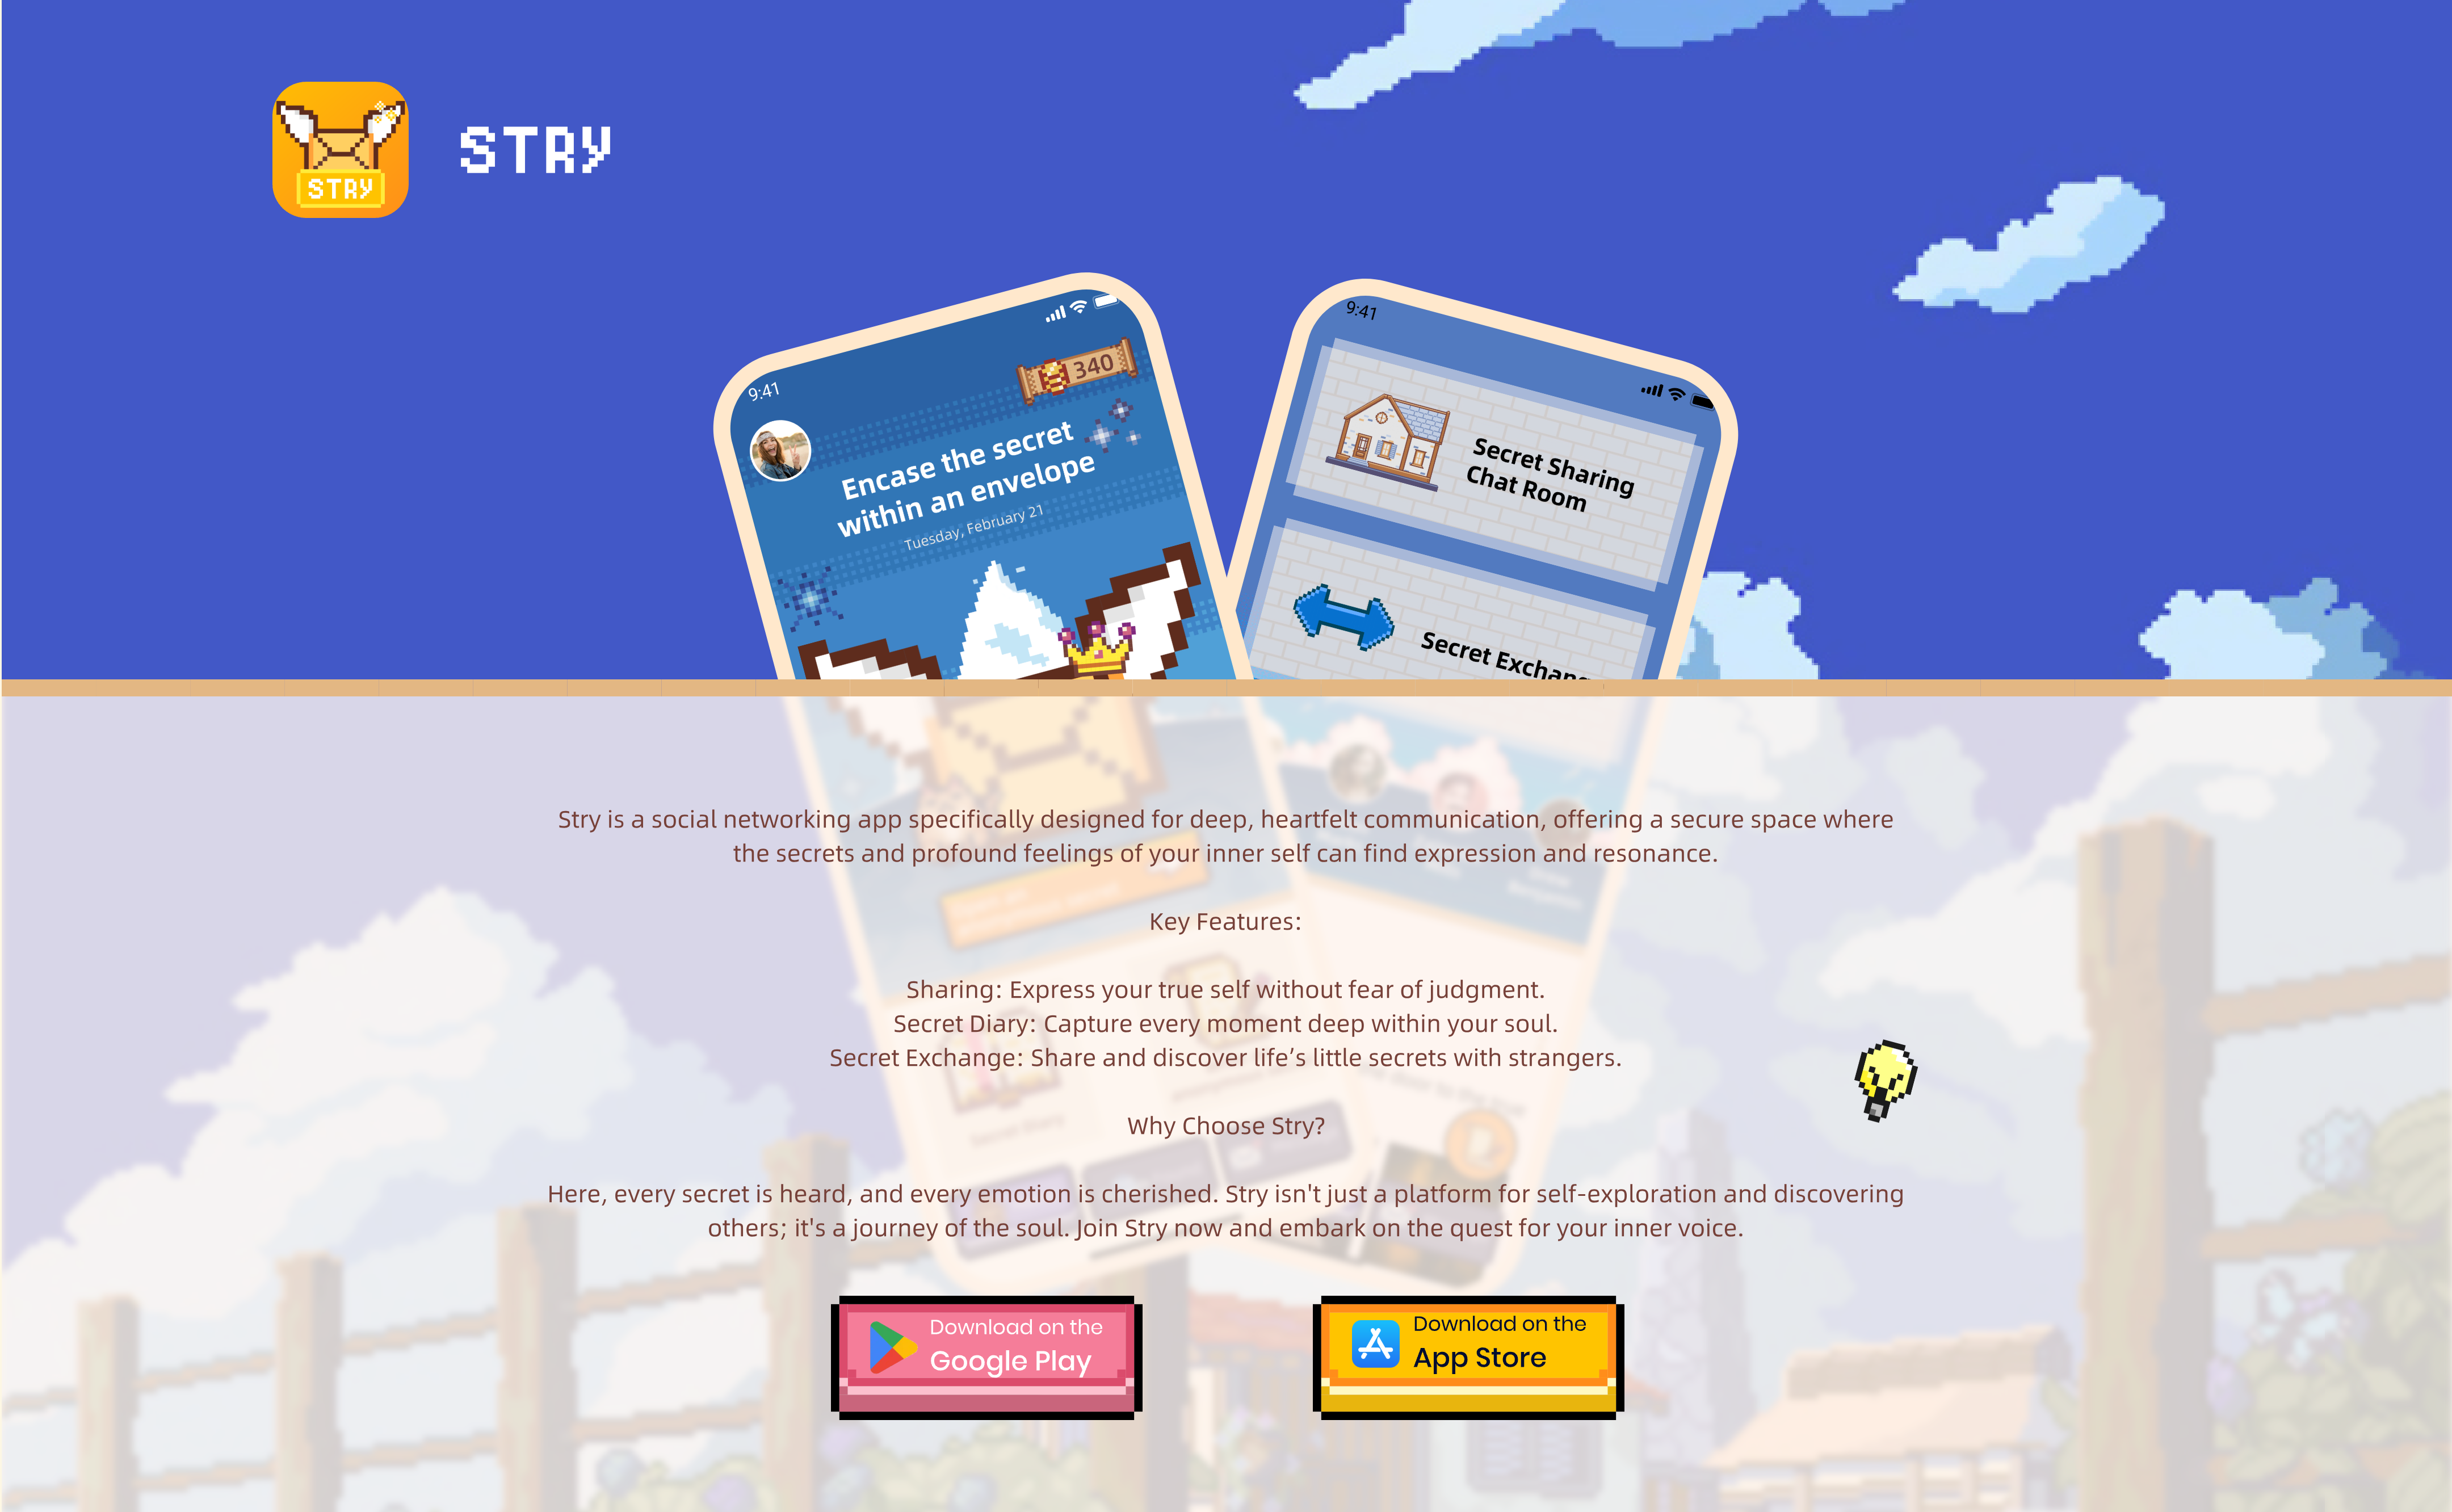 STRY
STRY
9:41
340
Encase the secret
within an envelope
Tuesday, February 21
9:41
Secret Sharing
Chat Room
Secret Exchan
Stry is a social networking app specifically designed for deep, heartfelt communication, offering a secure space where
the secrets and profound feelings of your inner self can find expression and resonance.
Key Features:
Sharing: Express your true self without fear of judgment.
Secret Diary: Capture every moment deep within your soul.
Secret Exchange: Share and discover life’s little secrets with strangers.
Why Choose Stry?
Here, every secret is heard, and every emotion is cherished. Stry isn't just a platform for self-exploration and discovering
others; it's a journey of the soul. Join Stry now and embark on the quest for your inner voice.
Secret Diary
Download on the
Google Play
Download on the
App Store